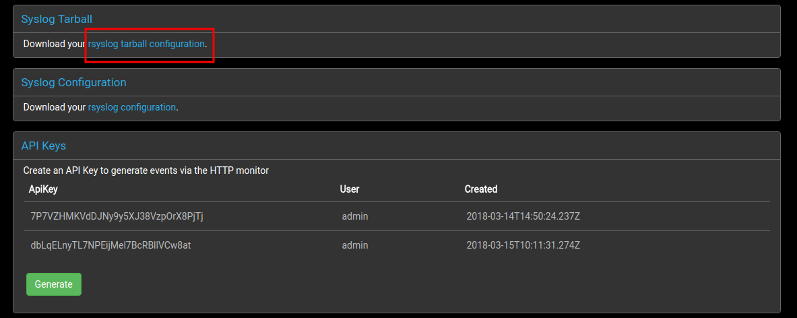 Syslog Tarball
Download your rsyslog tarball configuration.
Syslog Configuration
Download your rsyslog configuration.
API Keys
Create an API Key to generate events via the HTTP monitor
ApiKey User Created
7P7VZHMKVdDJNy9y5XJ38VzpOrX8PjTj admin 2018-03-14T14:50:24.237Z
dbLqELnyTL7NPEijMel7BcRBlIVCw8at admin 2018-03-15T10:11:31.274Z
Generate